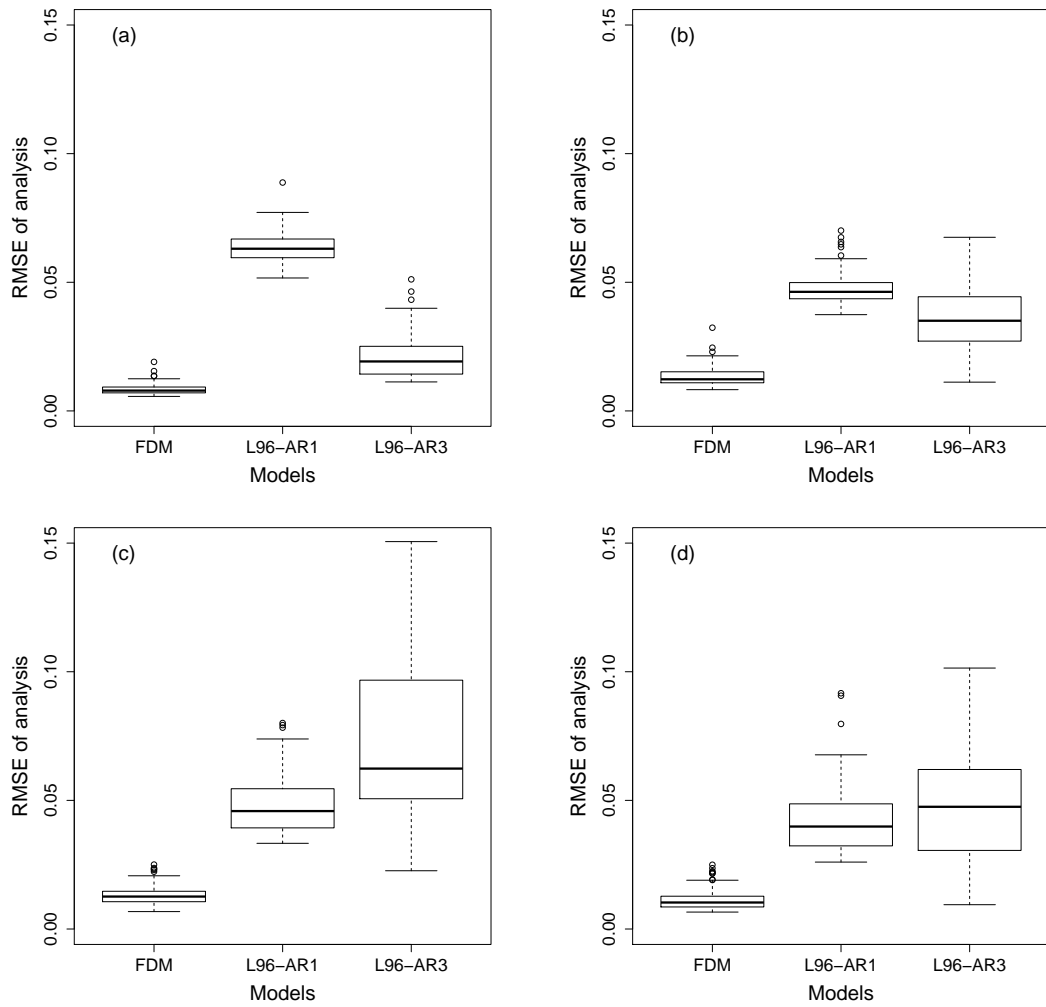 (a)
RMSE of analysis
0.15
0.10
0.05
0.00
FDM L96−AR1 L96−AR3
Models
(b)
RMSE of analysis
0.15
0.10
0.05
0.00
FDM L96−AR1 L96−AR3
Models
(c)
RMSE of analysis
0.15
0.10
0.05
0.00
FDM L96−AR1 L96−AR3
Models
(d)
RMSE of analysis
0.15
0.10
0.05
0.00
FDM L96−AR1 L96−AR3
Models